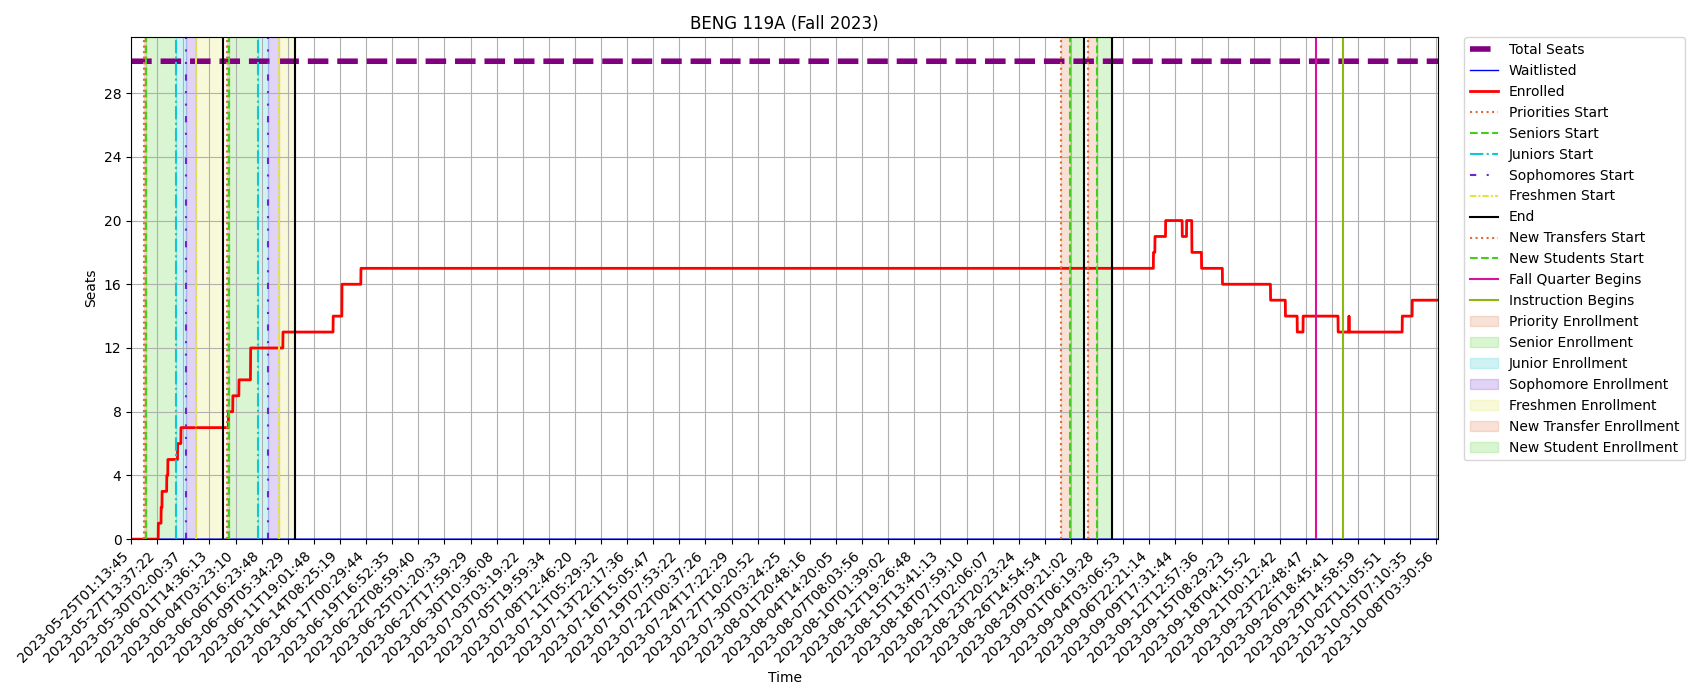 BENG 119A (Fall 2023)
Seats
28
24
20
16
12
8
4
0
2023-05-25T01:13:45
2023-05-27T13:37:22
2023-05-30T02:00:37
2023-06-01T14:36:13
2023-06-04T03:23:10
2023-06-06T16:23:48
2023-06-09T05:34:29
2023-06-11T19:01:48
2023-06-14T08:25:19
2023-06-17T00:29:44
2023-06-19T16:52:35
2023-06-22T08:59:40
2023-06-25T01:20:33
2023-06-27T17:59:29
2023-06-30T10:36:08
2023-07-03T03:19:22
2023-07-05T19:59:34
2023-07-08T12:46:20
2023-07-11T05:29:32
2023-07-13T22:17:36
2023-07-16T15:05:47
2023-07-19T07:53:22
2023-07-22T00:37:26
2023-07-24T17:22:29
2023-07-27T10:20:52
2023-07-30T03:24:25
2023-08-01T20:48:16
2023-08-04T14:20:05
2023-08-07T08:03:56
2023-08-10T01:39:02
2023-08-12T19:26:48
2023-08-15T13:41:13
2023-08-18T07:59:10
2023-08-21T02:06:07
2023-08-23T20:23:24
2023-08-26T14:54:54
2023-08-29T09:21:02
2023-09-01T06:19:28
2023-09-04T03:06:53
2023-09-06T22:21:14
2023-09-09T17:31:44
2023-09-12T12:57:36
2023-09-15T08:29:23
2023-09-18T04:15:52
2023-09-21T00:12:42
2023-09-23T22:48:47
2023-09-26T18:45:41
2023-09-29T14:58:59
2023-10-02T11:05:51
2023-10-05T07:10:35
2023-10-08T03:30:56
Time
Total Seats
Waitlisted
Enrolled
Priorities Start
Seniors Start
Juniors Start
Sophomores Start
Freshmen Start
End
New Transfers Start
New Students Start
Fall Quarter Begins
Instruction Begins
Priority Enrollment
Senior Enrollment
Junior Enrollment
Sophomore Enrollment
Freshmen Enrollment
New Transfer Enrollment
New Student Enrollment